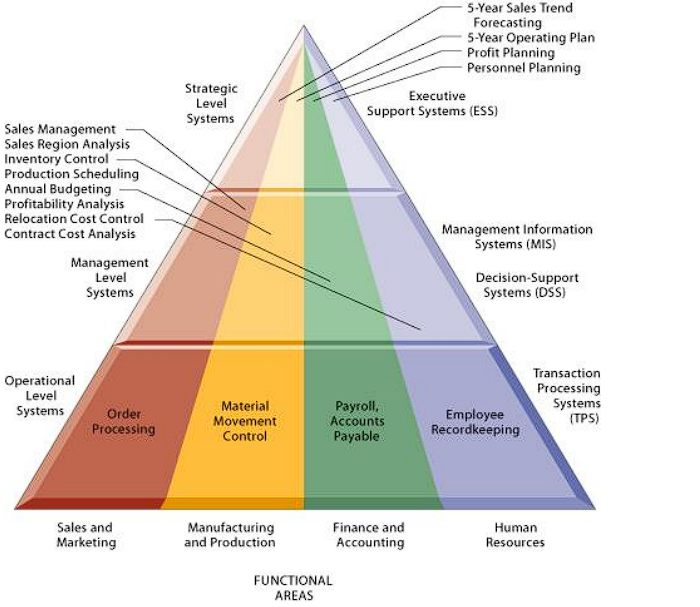 5-Year Sales Trend
Forecasting
5-Year Operating Plan
Profit Planning
Personnel Planning
Strategic
Level
Systems
Executive
Support Systems (ESS)
Sales Management
Sales Region Analysis
Inventory Control
Production Scheduling
Annual Budgeting
Profitability Analysis
Relocation Cost Control
Contract Cost Analysis
Management Information
Systems (MIS)
Management
Level
Systems
Decision-Support
Systems (DSS)
Operational
Level
Systems
Transaction
Processing
Systems
(TPS)
Order
Processing
Material
Movement
Control
Payroll,
Accounts
Payable
Employee
Recordkeeping
Sales and
Marketing
Manufacturing
and Production
Finance and
Accounting
Human
Resources
FUNCTIONAL
AREAS